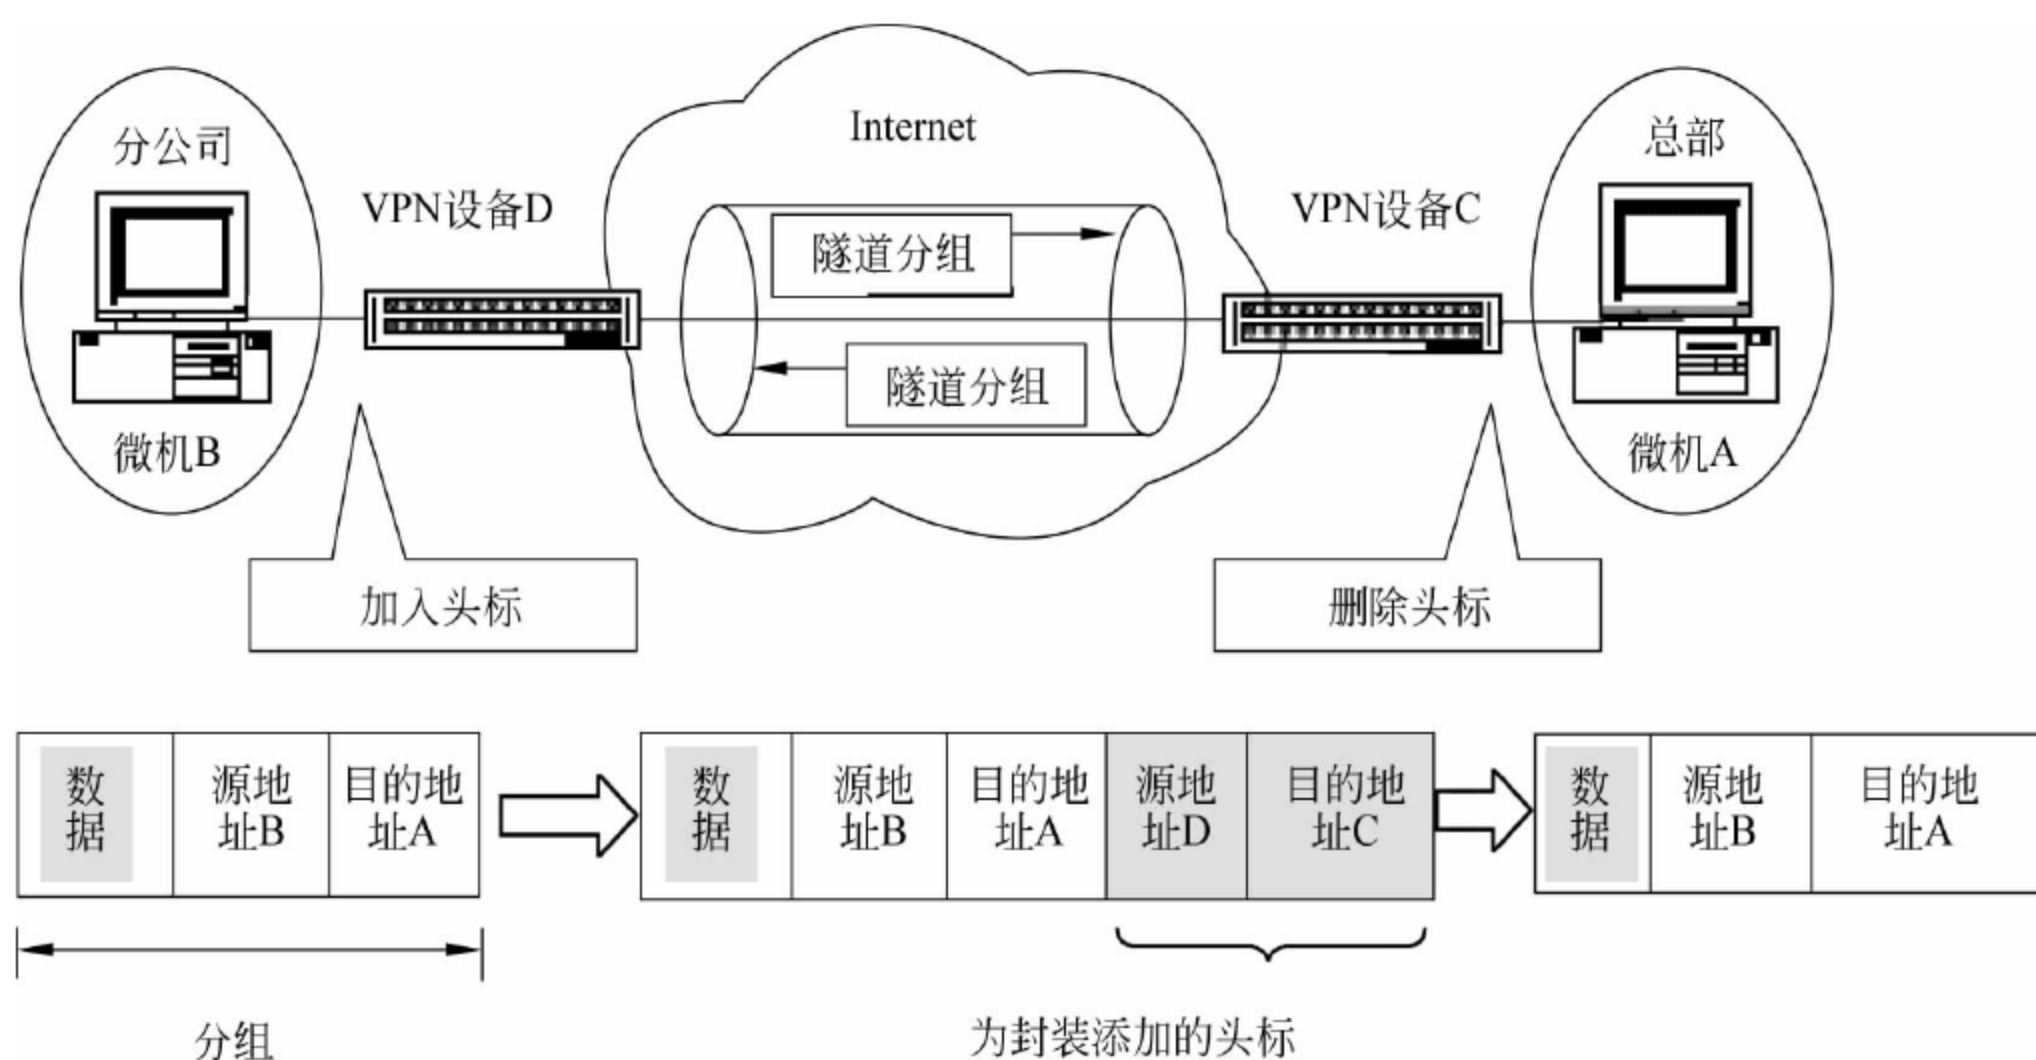 Internet
分公司
总部
VPN设备D
VPN设备C
隧道分组
隧道分组
微机B
微机A
加入头标
删除头标
数
据
源地
址B
目的地
址A
数
据
源地
址B
目的地
址A
源地
址D
目的地
址C
数
据
源地
址B
目的地
址A
分组
为封装添加的头标